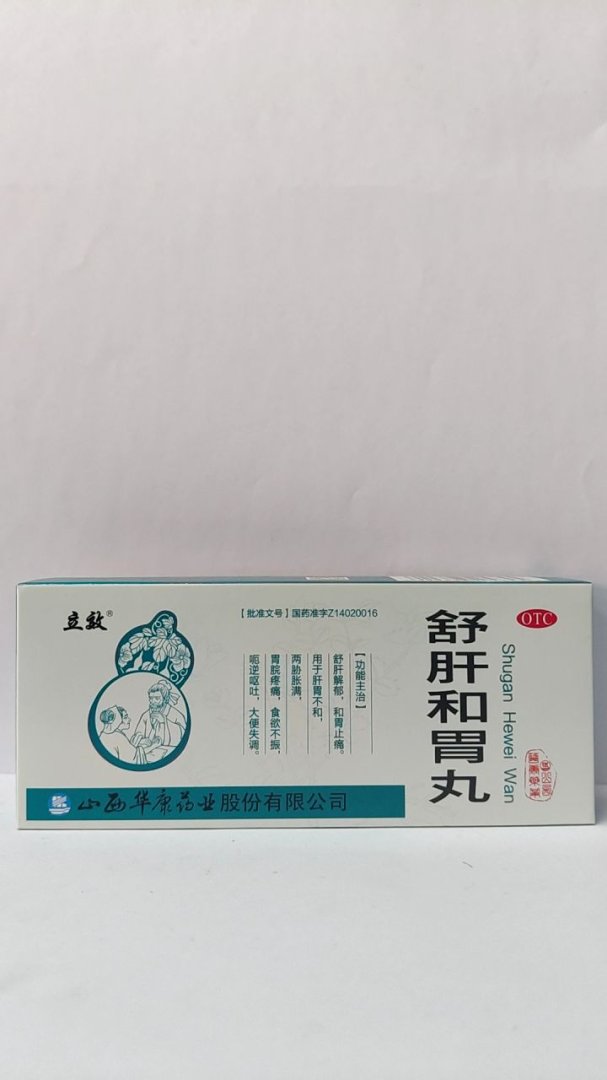 立效®
【批准文号】国药准字Z14020016
【功能主治】
舒肝解郁，和胃止痛。
用于肝胃不和，
两胁胀满，
胃脘疼痛，食欲不振，
呃逆呕吐，大便失调。
舒肝和胃丸
Shugan Hewei Wan
OTC
山西华康药业股份有限公司